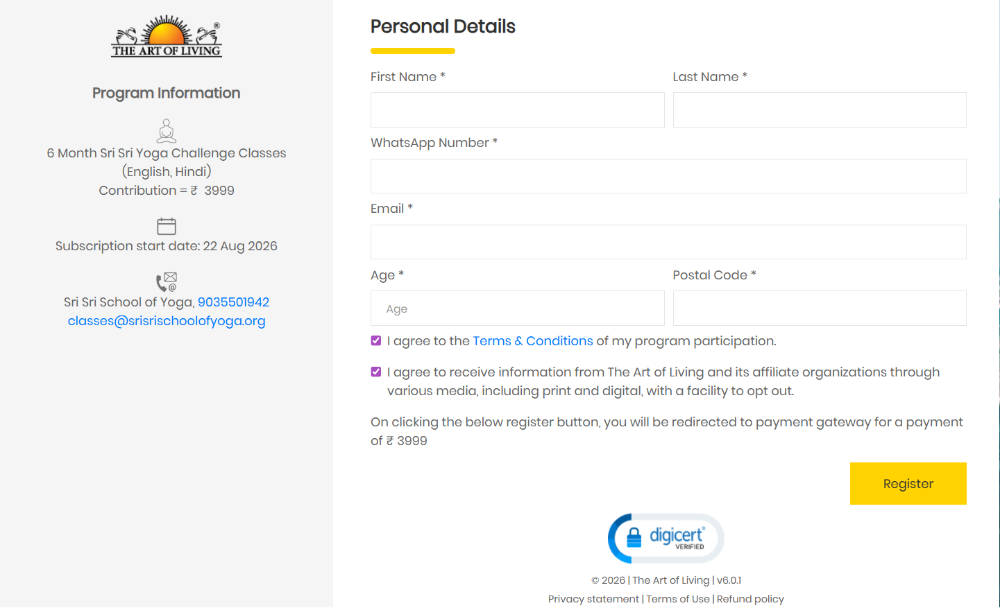 THE ART OF LIVING ®
Program Information
6 Month Sri Sri Yoga Challenge Classes
(English, Hindi)
Contribution = ₹ 3999
Subscription start date: 22 Aug 2026
Sri Sri School of Yoga, 9035501942
classes@srisrischoolofyoga.org
Personal Details
First Name *
Last Name *
WhatsApp Number *
Email *
Age *
Postal Code *
Age
I agree to the Terms & Conditions of my program participation.
I agree to receive information from The Art of Living and its affiliate organizations through
various media, including print and digital, with a facility to opt out.
On clicking the below register button, you will be redirected to payment gateway for a payment
of ₹ 3999
Register
digicert®
VERIFIED
© 2026 | The Art of Living | v6.0.1
Privacy statement | Terms of Use | Refund policy